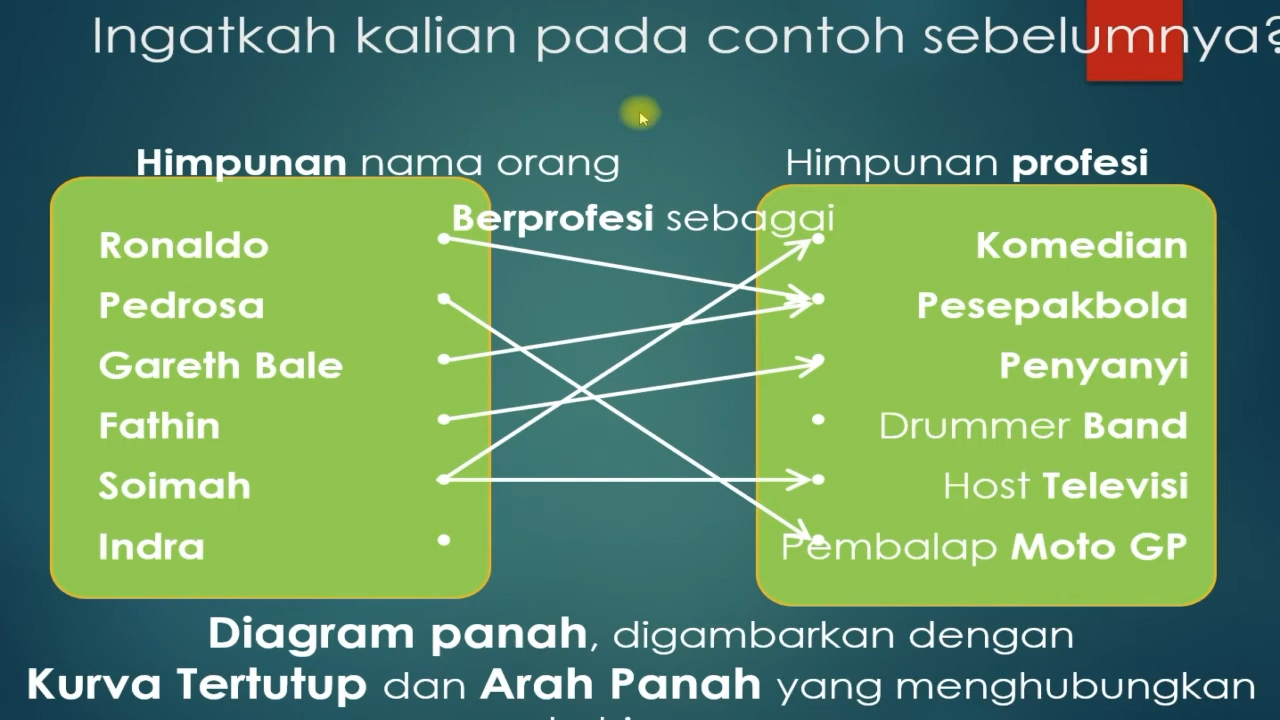 Ingatkah kalian pada contoh sebelumnya?
Himpunan nama orang
Himpunan profesi
Berprofesi sebagai
Ronaldo
Pedrosa
Gareth Bale
Fathin
Soimah
Indra
Komedian
Pesepakbola
Penyanyi
Drummer Band
Host Televisi
Pembalap Moto GP
Diagram panah, digambarkan dengan
Kurva Tertutup dan Arah Panah yang menghubungkan